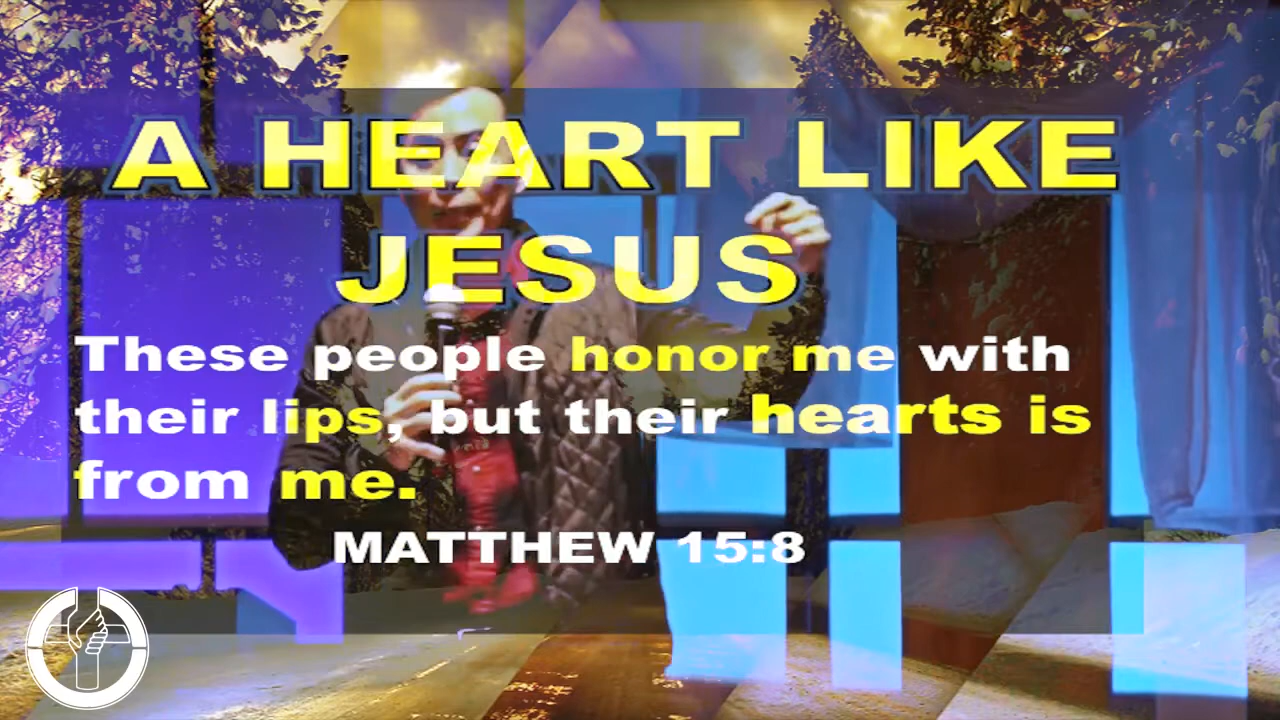 A HEART LIKE
JESUS
These people honor me with
their lips, but their hearts is
from me.
MATTHEW 15:8